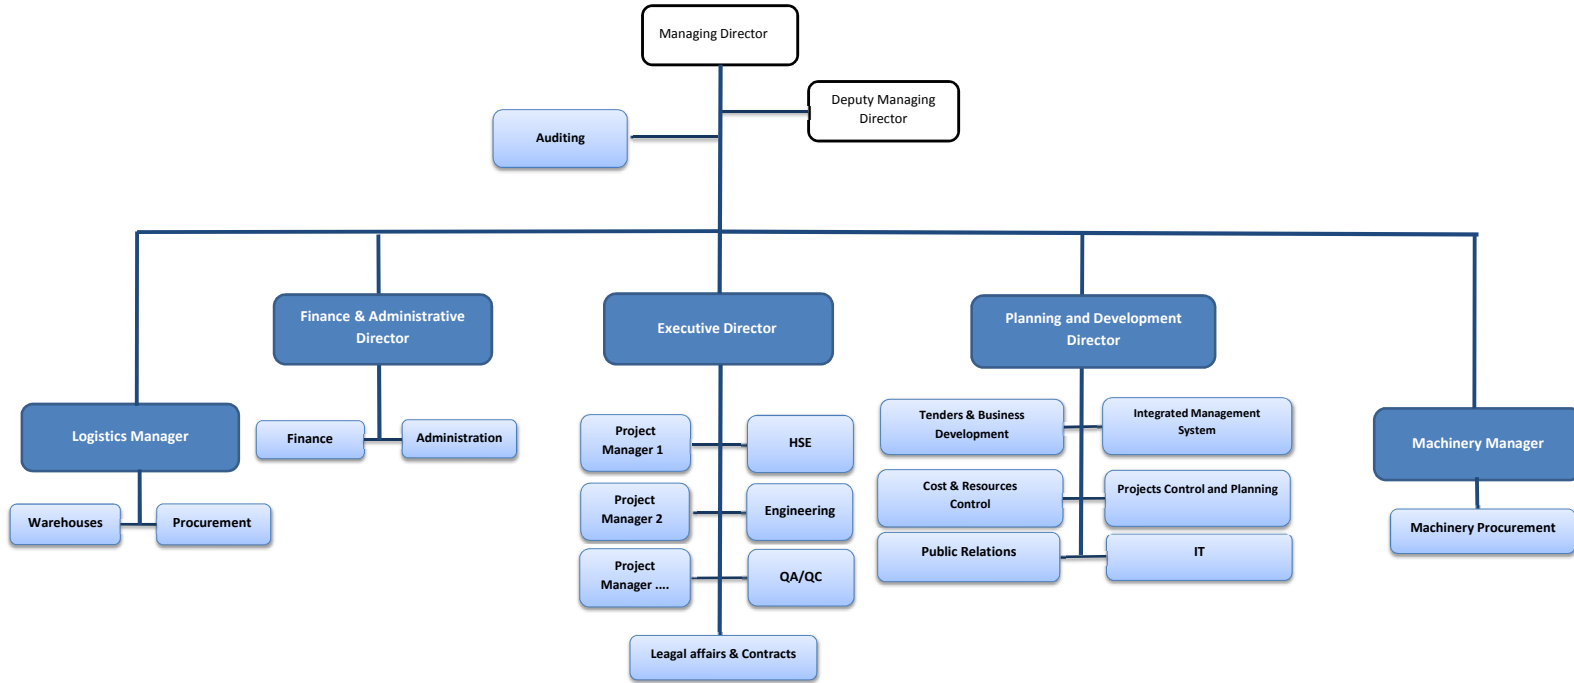 Managing Director
Deputy Managing
Director
Auditing
Finance & Administrative
Director
Executive Director
Planning and Development
Director
Logistics Manager
Machinery Manager
Finance
Administration
Project
Manager 1
HSE
Tenders & Business
Development
Integrated Management
System
Warehouses
Procurement
Project
Manager 2
Engineering
Cost & Resources
Control
Projects Control and Planning
Machinery Procurement
Project
Manager ....
QA/QC
Public Relations
IT
Leagal affairs & Contracts